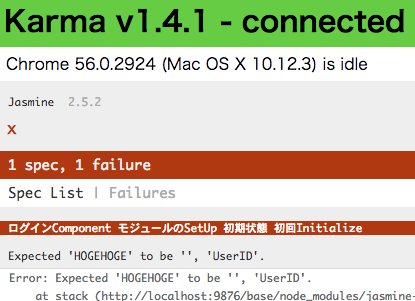 Karma v1.4.1 - connected
Chrome 56.0.2924 (Mac OS X 10.12.3) is idle
Jasmine 2.5.2
x
1 spec, 1 failure
Spec List | Failures
ログインComponent モジュールのSetUp 初期状態 初回Initialize
Expected 'HOGEHOGE' to be '', 'UserID'.
Error: Expected 'HOGEHOGE' to be '', 'UserID'.
at stack (http://localhost:9876/base/node_modules/jasmine-